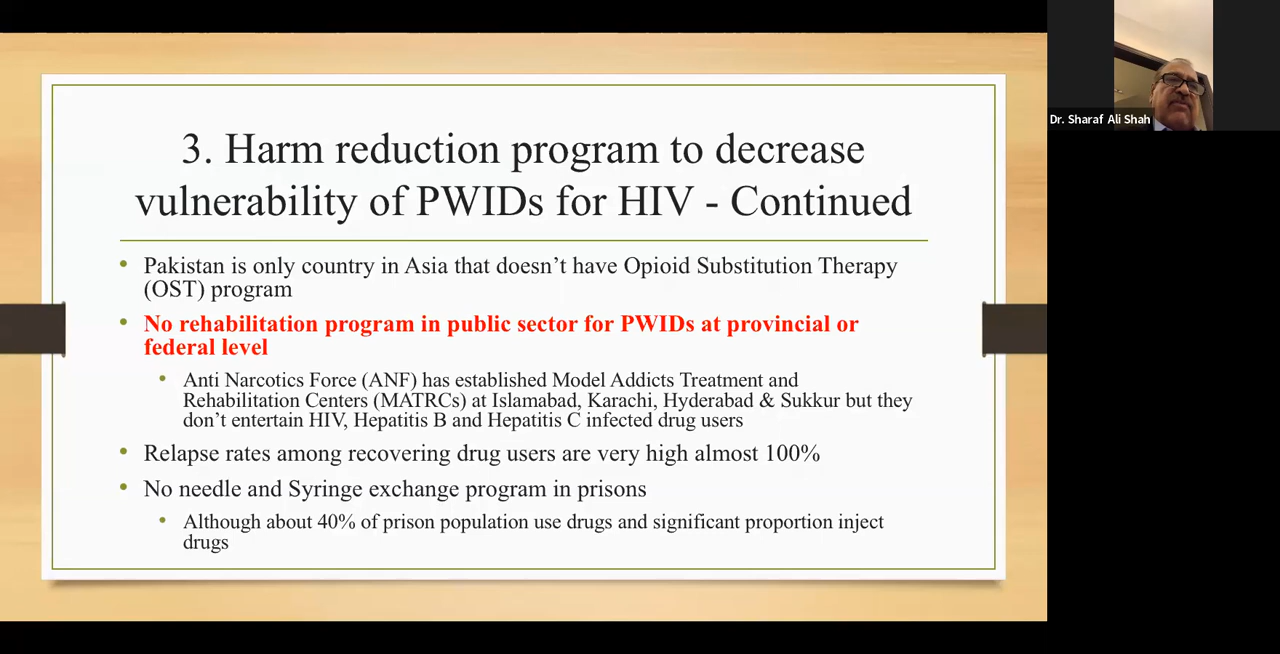 3. Harm reduction program to decrease
vulnerability of PWIDs for HIV - Continued
• Pakistan is only country in Asia that doesn’t have Opioid Substitution Therapy
(OST) program
• No rehabilitation program in public sector for PWIDs at provincial or
federal level
• Anti Narcotics Force (ANF) has established Model Addicts Treatment and
Rehabilitation Centers (MATRCs) at Islamabad, Karachi, Hyderabad & Sukkur but they
don’t entertain HIV, Hepatitis B and Hepatitis C infected drug users
• Relapse rates among recovering drug users are very high almost 100%
• No needle and Syringe exchange program in prisons
• Although about 40% of prison population use drugs and significant proportion inject
drugs
Dr. Sharaf Ali Shah